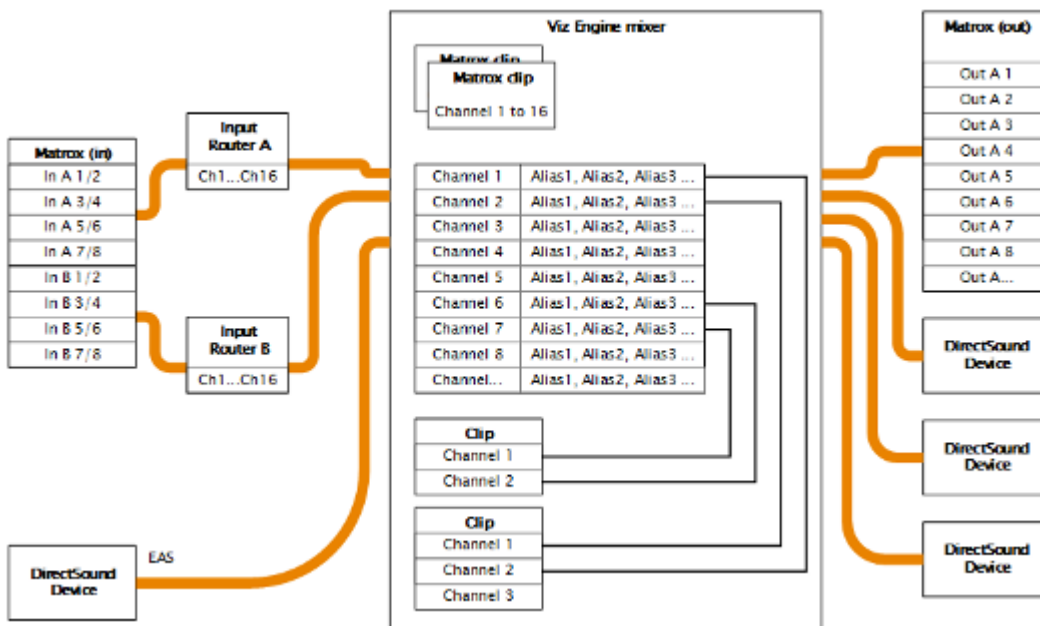 Viz Engine mixer
Matrox clip
Matrox clip
Channel 1 to 16
Matrox (in)
In A 1/2
In A 3/4
In A 5/6
In A 7/8
In B 1/2
In B 3/4
In B 5/6
In B 7/8
Input
Router A
Ch1...Ch16
Input
Router B
Ch1...Ch16
DirectSound
Device
EAS
Channel 1 Alias1, Alias2, Alias3 ...
Channel 2 Alias1, Alias2, Alias3 ...
Channel 3 Alias1, Alias2, Alias3 ...
Channel 4 Alias1, Alias2, Alias3 ...
Channel 5 Alias1, Alias2, Alias3 ...
Channel 6 Alias1, Alias2, Alias3 ...
Channel 7 Alias1, Alias2, Alias3 ...
Channel 8 Alias1, Alias2, Alias3 ...
Channel... Alias1, Alias2, Alias3 ...
Clip
Channel 1
Channel 2
Clip
Channel 1
Channel 2
Channel 3
Matrox (out)
Out A 1
Out A 2
Out A 3
Out A 4
Out A 5
Out A 6
Out A 7
Out A 8
Out A...
DirectSound
Device
DirectSound
Device
DirectSound
Device